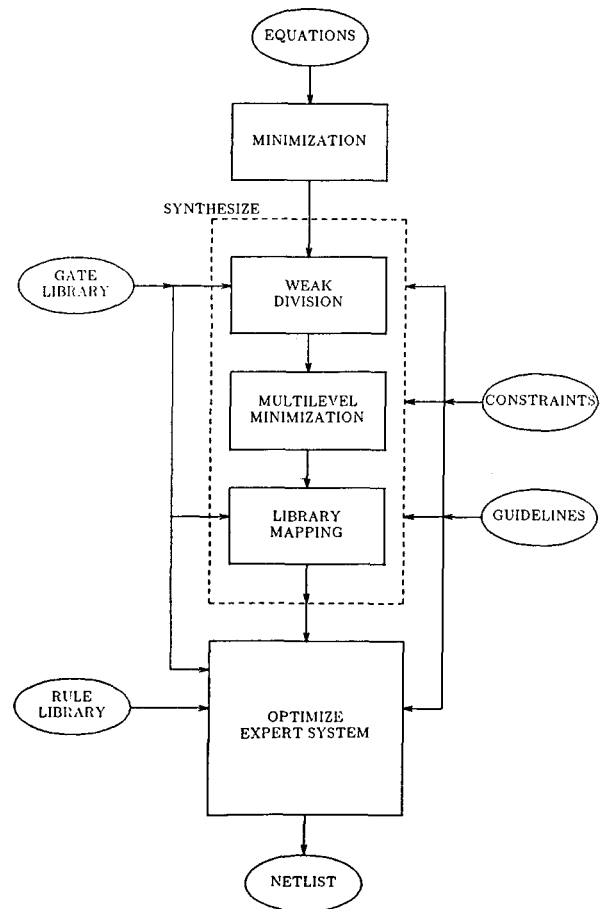 EQUATIONS
MINIMIZATION
SYNTHESIZE
GATE
LIBRARY
WEAK
DIVISION
MULTILEVEL
MINIMIZATION
CONSTRAINTS
LIBRARY
MAPPING
GUIDELINES
RULE
LIBRARY
OPTIMIZE
EXPERT SYSTEM
NETLIST